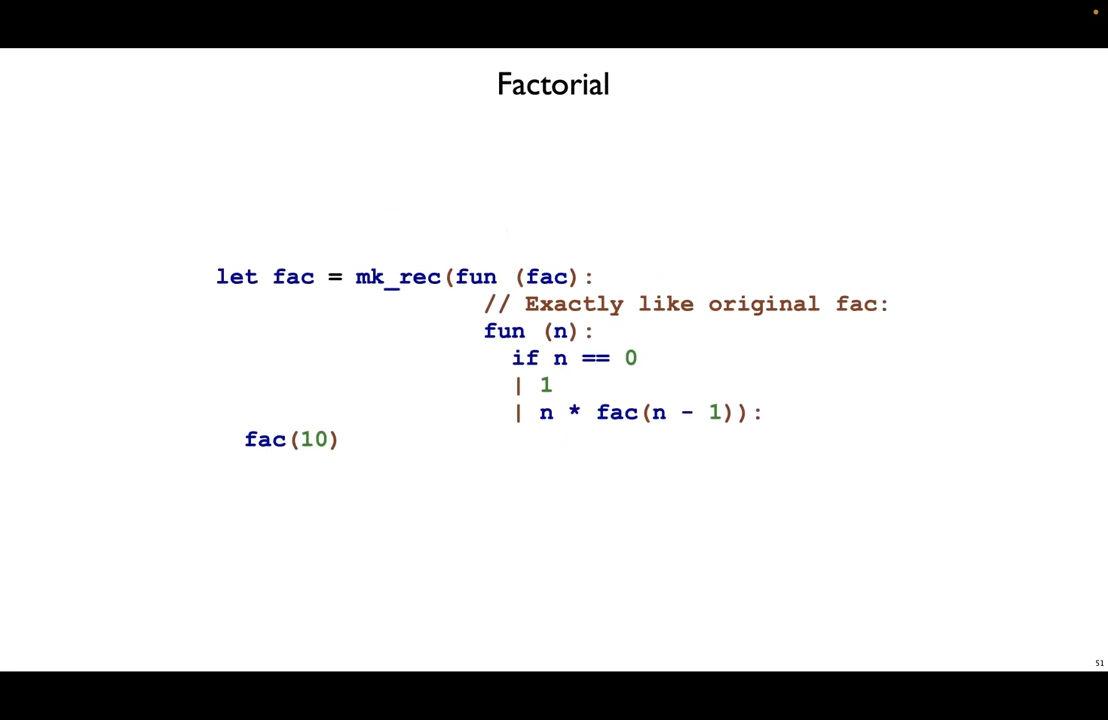 Factorial
let fac = mk_rec(fun (fac):
// Exactly like original fac:
fun (n):
if n == 0
| 1
| n * fac(n - 1)):
fac(10)
51